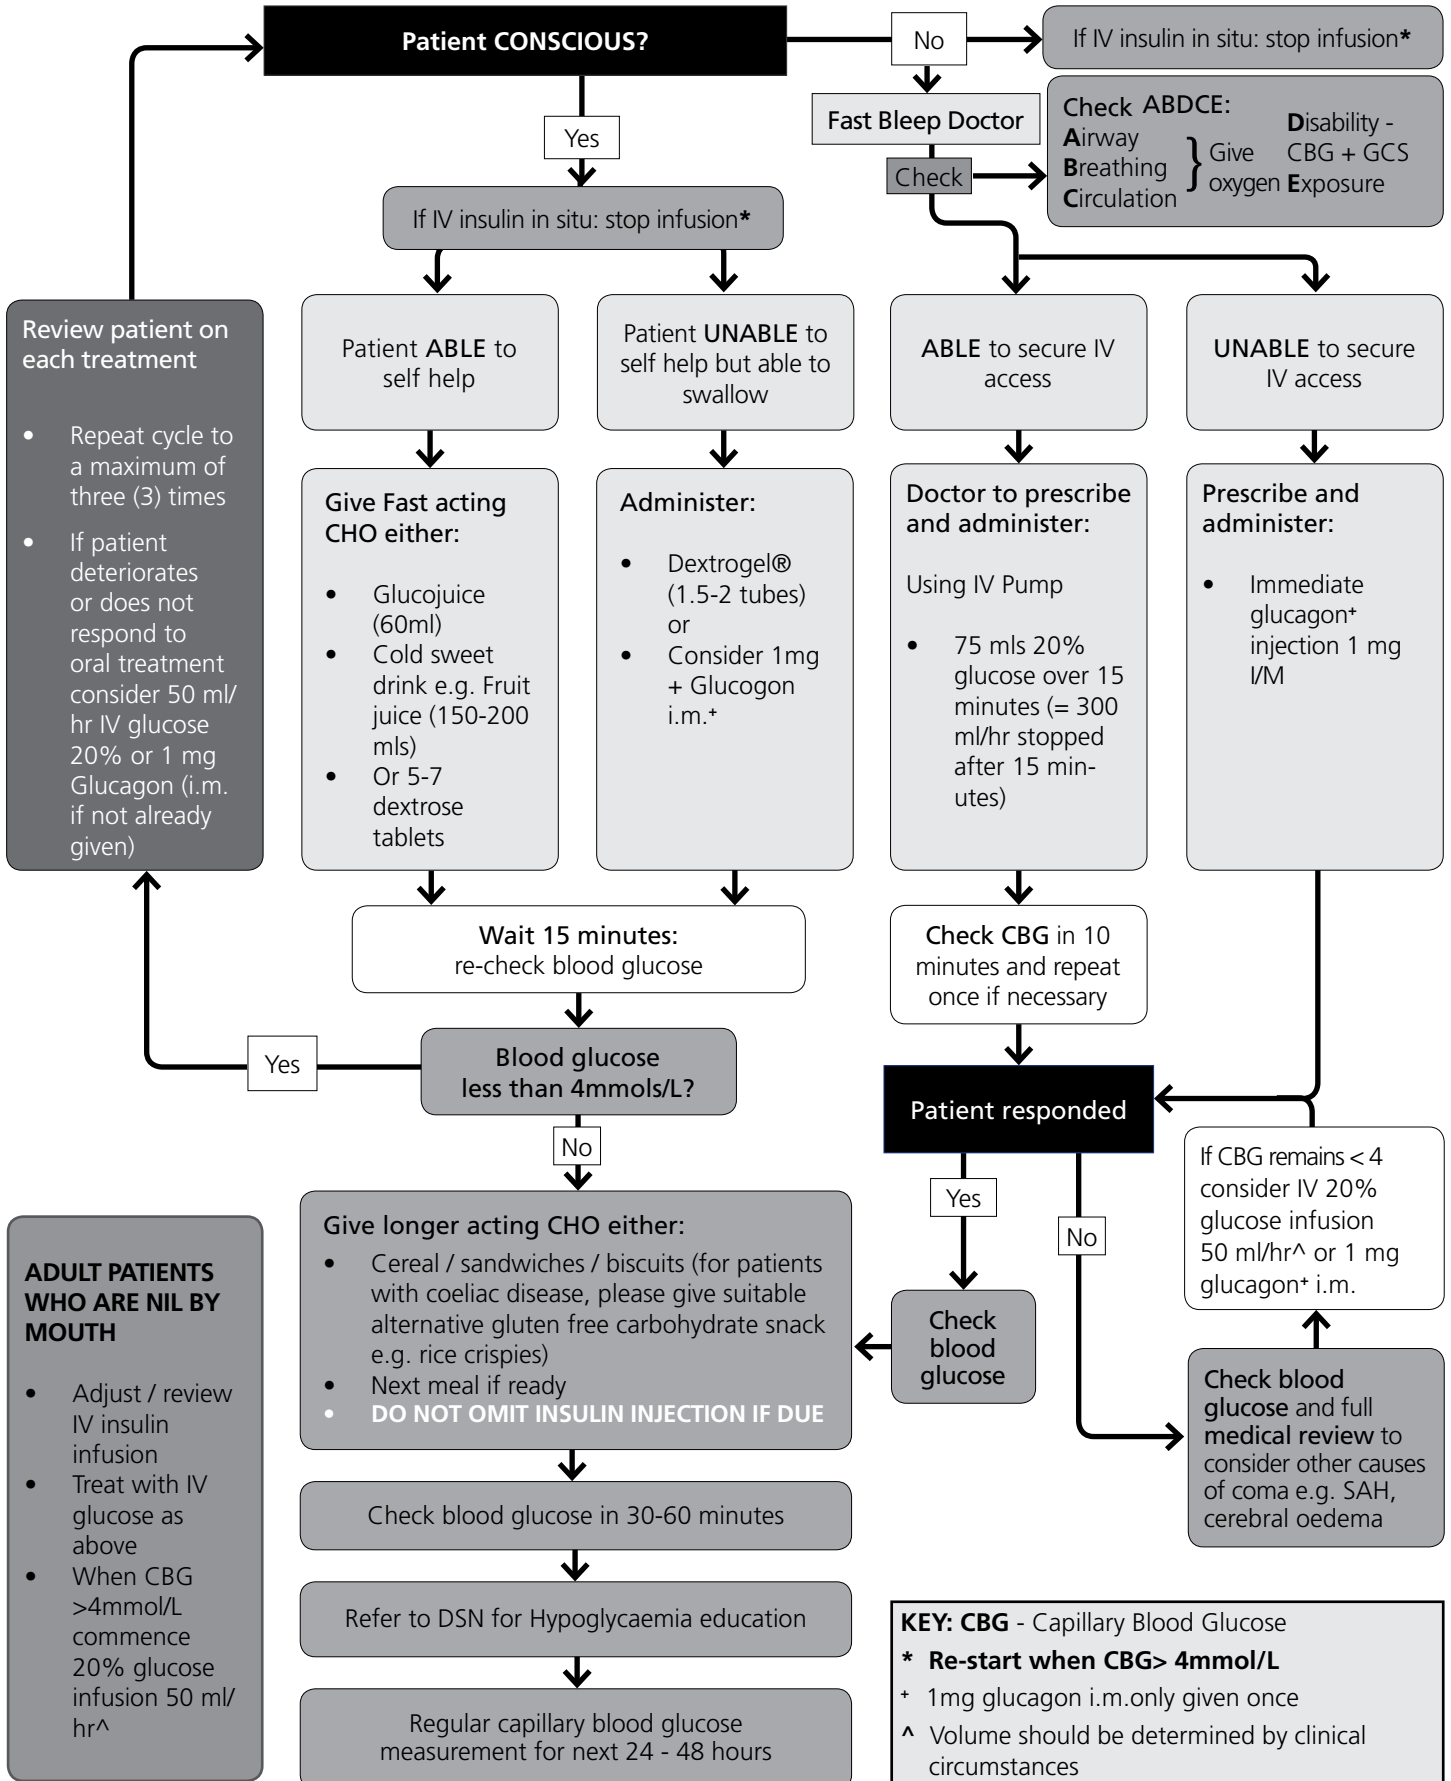 Patient CONSCIOUS?
No
If IV insulin in situ: stop infusion*
Fast Bleep Doctor
Check
Check ABDCE:
Airway
Breathing
Circulation
} Give
oxygen
Disability -
CBG + GCS
Exposure
Yes
If IV insulin in situ: stop infusion*
Review patient on
each treatment
• Repeat cycle to
a maximum of
three (3) times
• If patient
deteriorates
or does not
respond to
oral treatment
consider 50 ml/
hr IV glucose
20% or 1 mg
Glucagon (i.m.
if not already
given)
Patient ABLE to
self help
Patient UNABLE to
self help but able to
swallow
ABLE to secure IV
access
UNABLE to secure
IV access
Give Fast acting
CHO either:
• Glucojuice
(60ml)
• Cold sweet
drink e.g. Fruit
juice (150-200
mls)
• Or 5-7
dextrose
tablets
Administer:
• Dextrogel®
(1.5-2 tubes)
or
• Consider 1mg
+ Glucogon
i.m.⁺
Doctor to prescribe
and administer:
Using IV Pump
• 75 mls 20%
glucose over 15
minutes (= 300
ml/hr stopped
after 15 min-
utes)
Prescribe and
administer:
• Immediate
glucagon⁺
injection 1 mg
I/M
Wait 15 minutes:
re-check blood glucose
Check CBG in 10
minutes and repeat
once if necessary
Yes
Blood glucose
less than 4mmols/L?
No
Patient responded
Yes
No
If CBG remains < 4
consider IV 20%
glucose infusion
50 ml/hr^ or 1 mg
glucagon⁺ i.m.
Give longer acting CHO either:
• Cereal / sandwiches / biscuits (for patients
with coeliac disease, please give suitable
alternative gluten free carbohydrate snack
e.g. rice crispies)
• Next meal if ready
• DO NOT OMIT INSULIN INJECTION IF DUE
Check
blood
glucose
Check blood
glucose and full
medical review to
consider other causes
of coma e.g. SAH,
cerebral oedema
ADULT PATIENTS
WHO ARE NIL BY
MOUTH
• Adjust / review
IV insulin
infusion
• Treat with IV
glucose as
above
• When CBG
>4mmol/L
commence
20% glucose
infusion 50 ml/
hr^
Check blood glucose in 30-60 minutes
Refer to DSN for Hypoglycaemia education
Regular capillary blood glucose
measurement for next 24 - 48 hours
KEY: CBG - Capillary Blood Glucose
* Re-start when CBG> 4mmol/L
⁺ 1mg glucagon i.m.only given once
^ Volume should be determined by clinical
circumstances